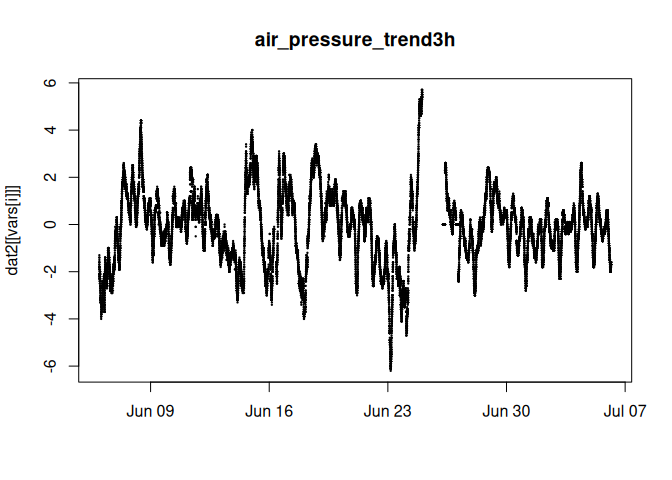 air_pressure_trend3h
dat2[[vars[i]]]
6
4
2
0
-2
-4
-6
Jun 09
Jun 16
Jun 23
Jun 30
Jul 07